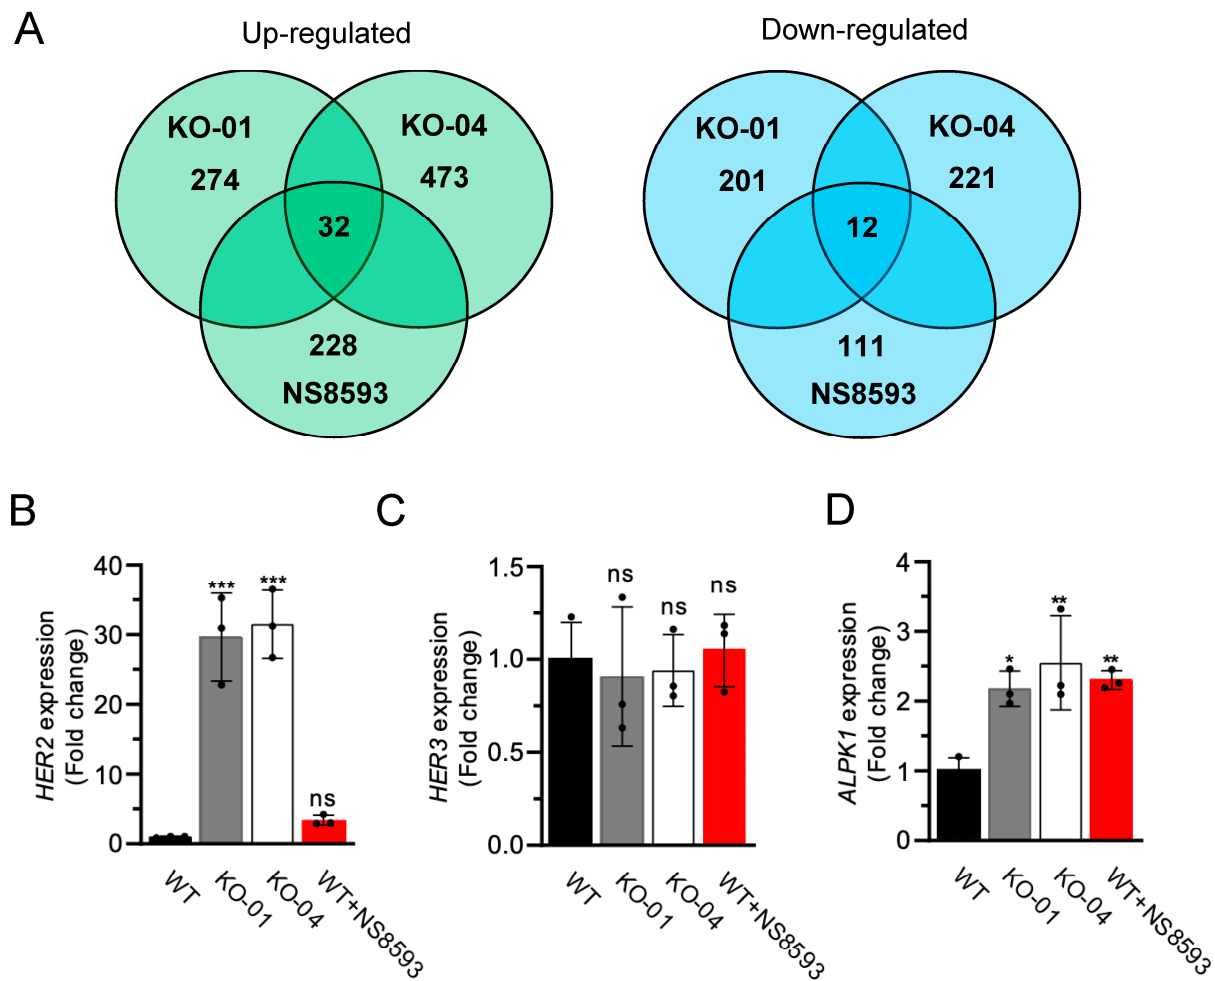 A
Up-regulated
Down-regulated
KO-01
KO-04
274
473
32
228
NS8593
KO-01
KO-04
201
221
12
111
NS8593
B
HER2 expression
(Fold change)
40
30
20
10
0
***
***
ns
WT
KO-01
KO-04
WT+NS8593
C
HER3 expression
(Fold change)
1.5
1.0
0.5
0.0
ns
ns
ns
WT
KO-01
KO-04
WT+NS8593
D
ALPK1 expression
(Fold change)
4
3
2
1
0
*
**
**
WT
KO-01
KO-04
WT+NS8593